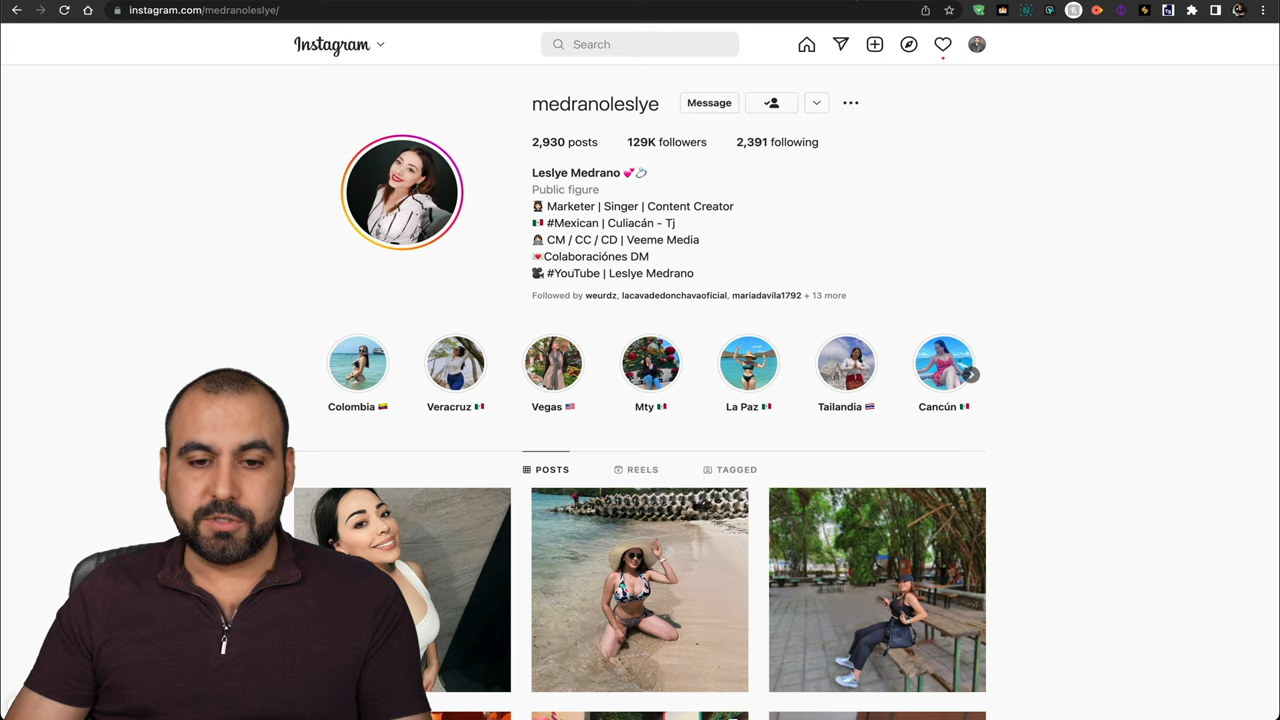 instagram.com/medranoleslye/
Instagram
Search
medranoleslye
Message
2,930 posts 129K followers 2,391 following
Leslye Medrano 💕💍
Public figure
Marketer | Singer | Content Creator
🇲🇽 #Mexican | Culiacán - Tj
CM / CC / CD | Veeme Media
💌Colaboraciónes DM
🎥 #YouTube | Leslye Medrano
Followed by weurdz, lacavadedonchavaoficial, mariadavila1792 + 13 more
Colombia 🇨🇴 Veracruz 🇲🇽 Vegas 🇺🇸 Mty 🇲🇽 La Paz 🇲🇽 Tailandia 🇹🇭 Cancún 🇲🇽
POSTS REELS TAGGED